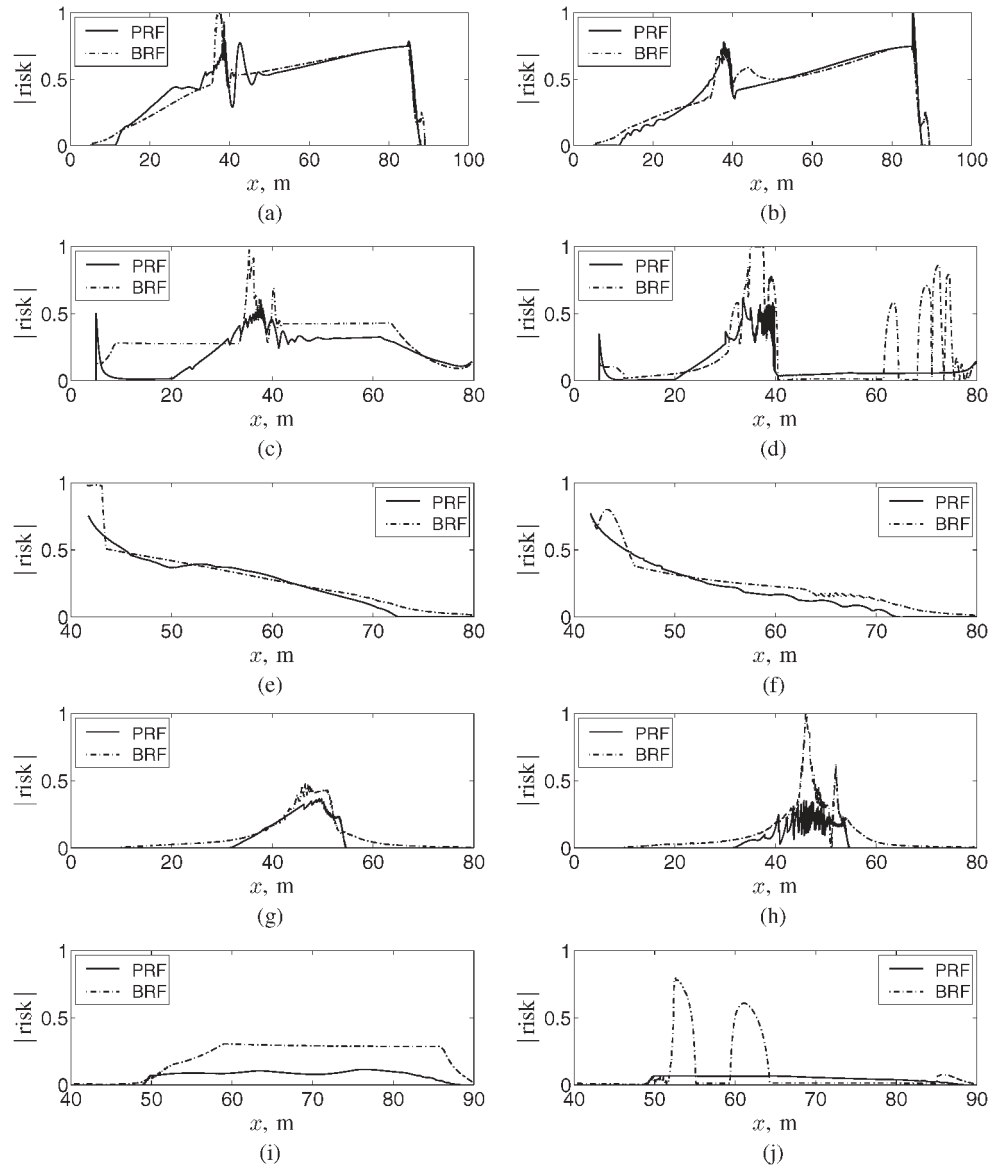 1
0.5
0
|risk|
PRF
BRF
0 20 40 60 80 100
x, m
(a)
1
0.5
0
|risk|
PRF
BRF
0 20 40 60 80 100
x, m
(b)
1
0.5
0
|risk|
PRF
BRF
0 20 40 60 80
x, m
(c)
1
0.5
0
|risk|
PRF
BRF
0 20 40 60 80
x, m
(d)
1
0.5
0
|risk|
PRF
BRF
40 50 60 70 80
x, m
(e)
1
0.5
0
|risk|
PRF
BRF
40 50 60 70 80
x, m
(f)
1
0.5
0
|risk|
PRF
BRF
0 20 40 60 80
x, m
(g)
1
0.5
0
|risk|
PRF
BRF
0 20 40 60 80
x, m
(h)
1
0.5
0
|risk|
PRF
BRF
40 50 60 70 80 90
x, m
(i)
1
0.5
0
|risk|
PRF
BRF
40 50 60 70 80 90
x, m
(j)